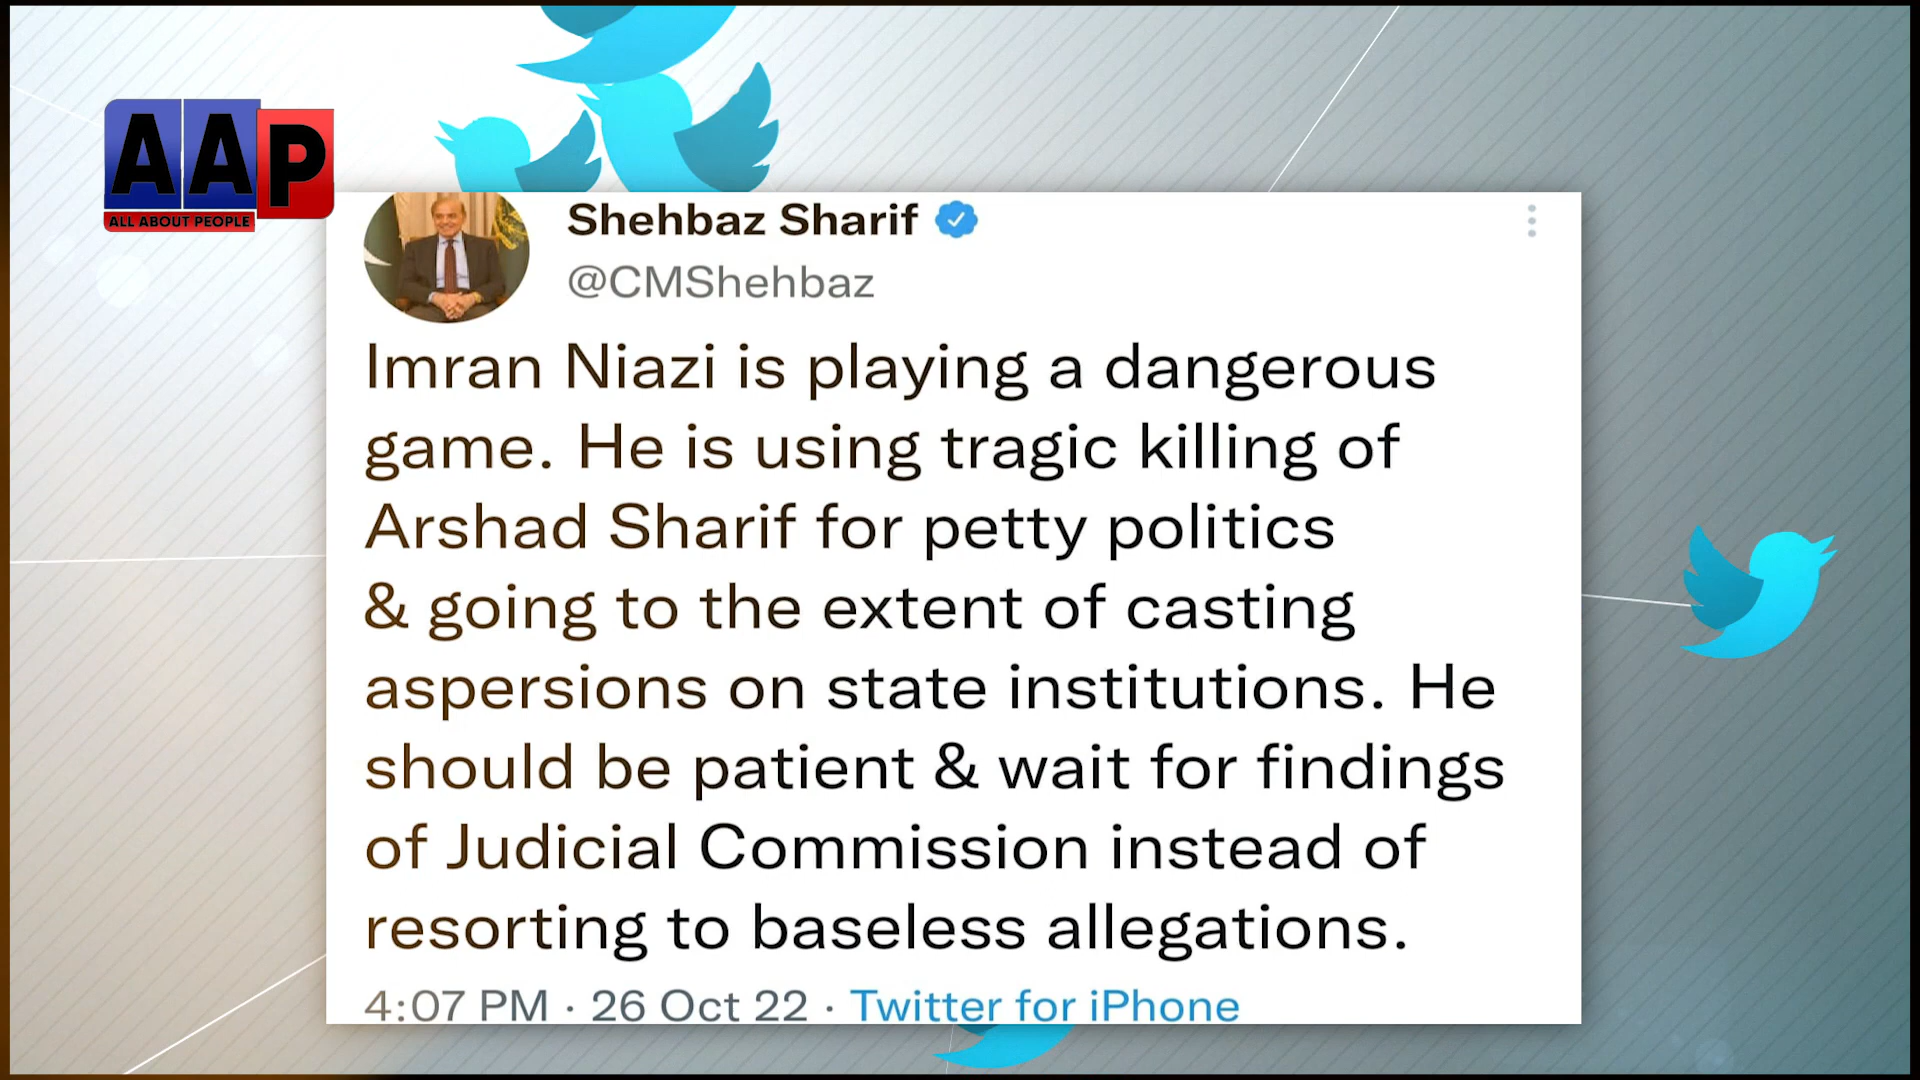 AAP
ALL ABOUT PEOPLE
Shehbaz Sharif
@CMShehbaz
Imran Niazi is playing a dangerous
game. He is using tragic killing of
Arshad Sharif for petty politics
& going to the extent of casting
aspersions on state institutions. He
should be patient & wait for findings
of Judicial Commission instead of
resorting to baseless allegations.
4:07 PM · 26 Oct 22 · Twitter for iPhone